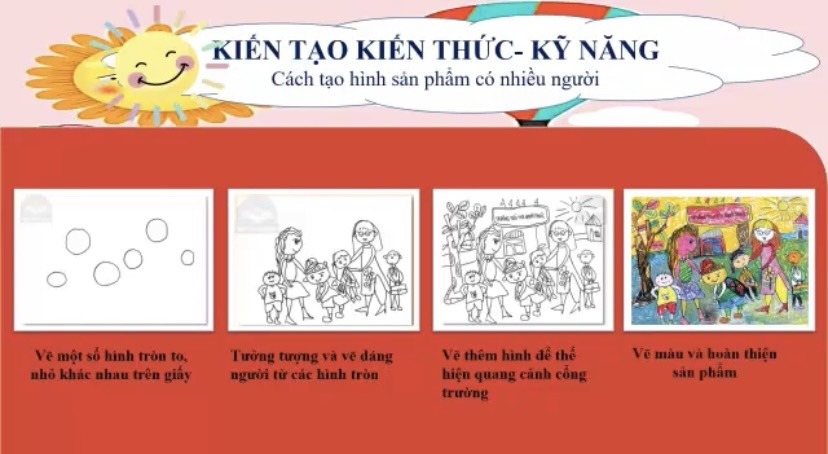 KIẾN TẠO KIẾN THỨC- KỸ NĂNG
Cách tạo hình sản phẩm có nhiều người
Vẽ một số hình tròn to,
nhỏ khác nhau trên giấy
Tưởng tượng và vẽ dáng
người từ các hình tròn
Vẽ thêm hình để thể
hiện quang cảnh cổng
trường
Vẽ màu và hoàn thiện
sản phẩm